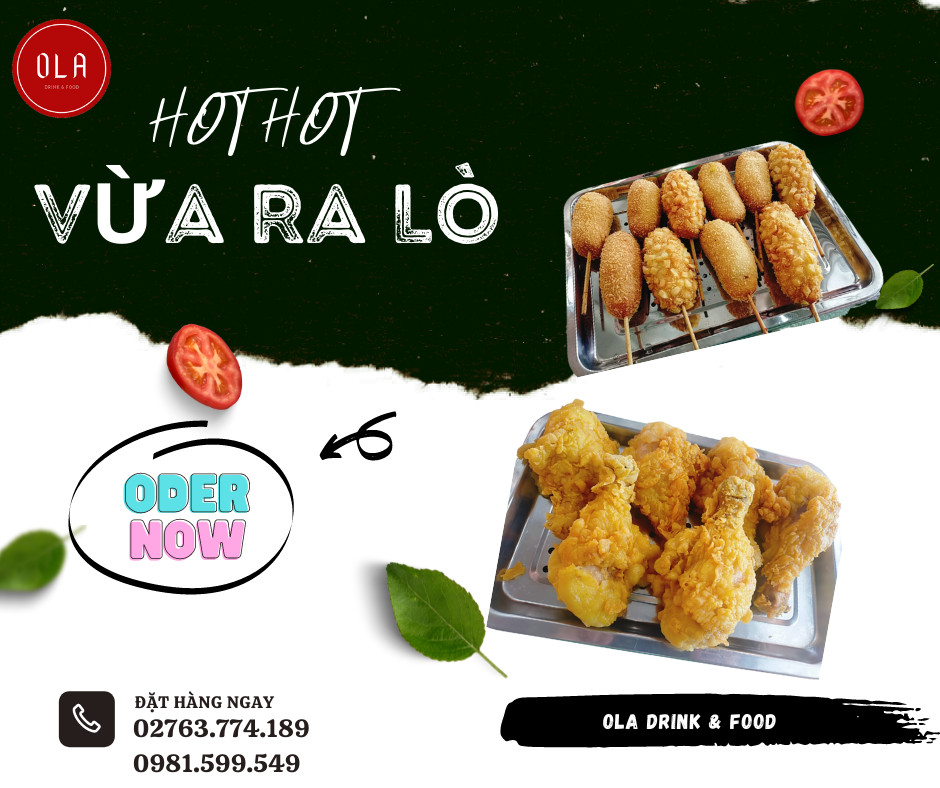 OLA
DRINK & FOOD
HOT HOT
VỪA RA LÒ
ODER
NOW
ĐẶT HÀNG NGAY
02763.774.189
0981.599.549
OLA DRINK & FOOD